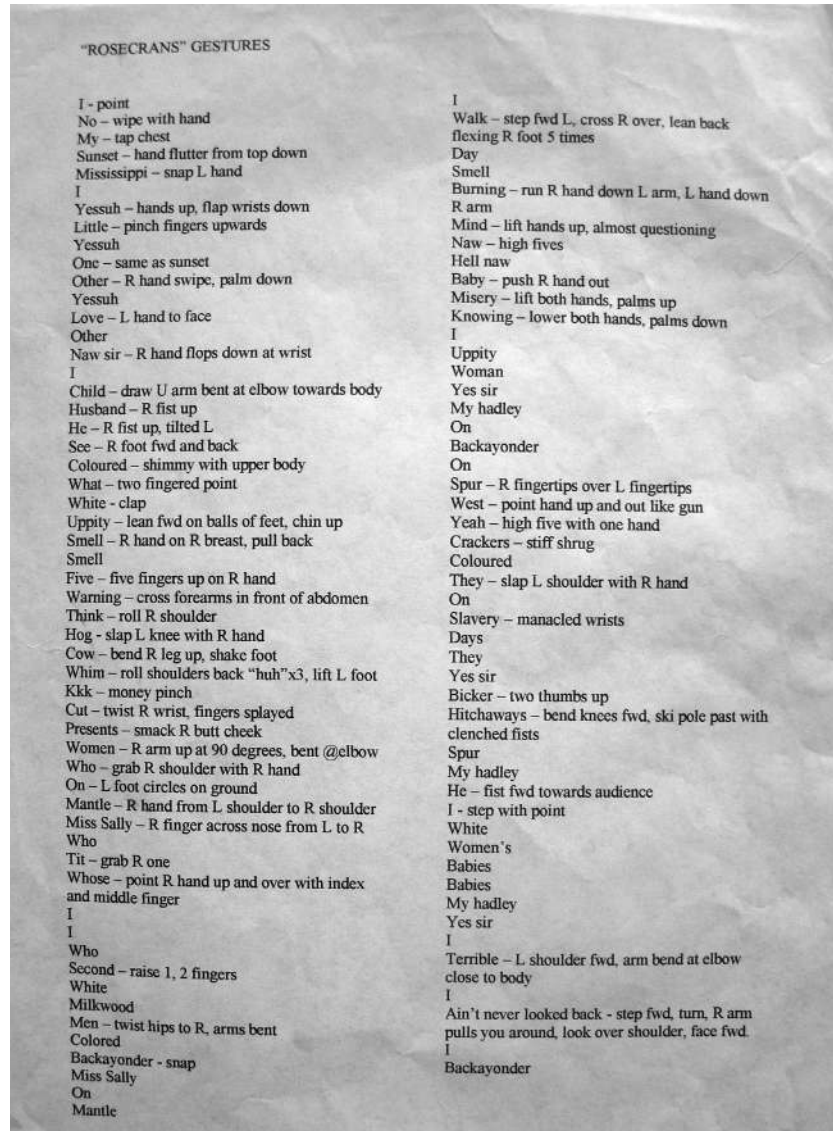 "ROSECRANS" GESTURES
I - point
No – wipe with hand
My – tap chest
Sunset – hand flutter from top down
Mississippi – snap L hand
I
Yessuh – hands up, flap wrists down
Little – pinch fingers upwards
Yessuh
One – same as sunset
Other – R hand swipe, palm down
Yessuh
Love – L hand to face
Other
Naw sir – R hand flops down at wrist
I
Child – draw U arm bent at elbow towards body
Husband – R fist up
He – R fist up, tilted L
See – R foot fwd and back
Coloured – shimmy with upper body
What – two fingered point
White - clap
Uppity – lean fwd on balls of feet, chin up
Smell – R hand on R breast, pull back
Smell
Five – five fingers up on R hand
Warning – cross forearms in front of abdomen
Think – roll R shoulder
Hog - slap L knee with R hand
Cow – bend R leg up, shake foot
Whim – roll shoulders back "huh"x3, lift L foot
Kkk – money pinch
Cut – twist R wrist, fingers splayed
Presents – smack R butt cheek
Women – R arm up at 90 degrees, bent @elbow
Who – grab R shoulder with R hand
On – L foot circles on ground
Mantle – R hand from L shoulder to R shoulder
Miss Sally – R finger across nose from L to R
Who
Tit – grab R one
Whose – point R hand up and over with index
and middle finger
I
I
Who
Second – raise 1, 2 fingers
White
Milkwood
Men – twist hips to R, arms bent
Colored
Backayonder - snap
Miss Sally
On
Mantle
I
Walk – step fwd L, cross R over, lean back
flexing R foot 5 times
Day
Smell
Burning – run R hand down L arm, L hand down
R arm
Mind – lift hands up, almost questioning
Naw – high fives
Hell naw
Baby – push R hand out
Misery – lift both hands, palms up
Knowing – lower both hands, palms down
I
Uppity
Woman
Yes sir
My hadley
On
Backayonder
On
Spur – R fingertips over L fingertips
West – point hand up and out like gun
Yeah – high five with one hand
Crackers – stiff shrug
Coloured
They – slap L shoulder with R hand
On
Slavery – manacled wrists
Days
They
Yes sir
Bicker – two thumbs up
Hitchaways – bend knees fwd, ski pole past with
clenched fists
Spur
My hadley
He – fist fwd towards audience
I - step with point
White
Women's
Babies
Babies
My hadley
Yes sir
I
Terrible – L shoulder fwd, arm bend at elbow
close to body
I
Ain't never looked back - step fwd, turn, R arm
pulls you around, look over shoulder, face fwd.
I
Backayonder